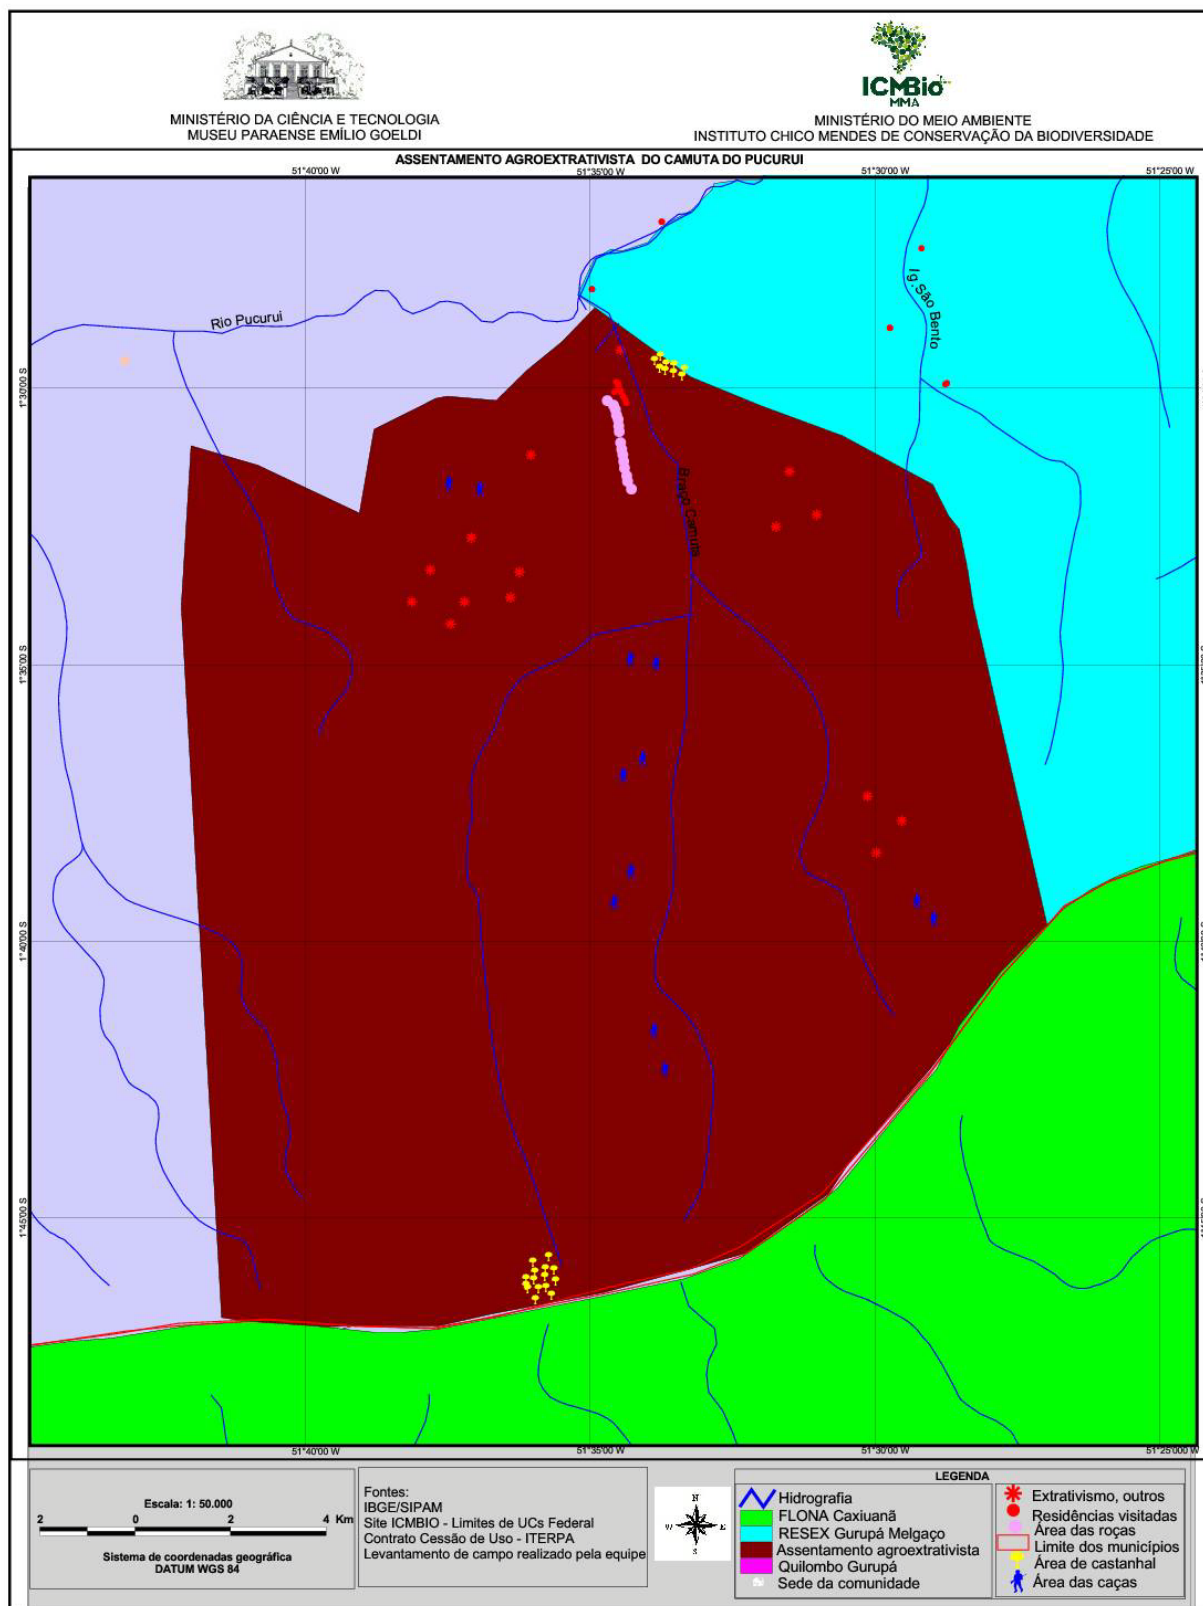 MINISTÉRIO DA CIÊNCIA E TECNOLOGIA
MUSEU PARAENSE EMÍLIO GOELDI
ICMBio
MMA
MINISTÉRIO DO MEIO AMBIENTE
INSTITUTO CHICO MENDES DE CONSERVAÇÃO DA BIODIVERSIDADE
ASSENTAMENTO AGROEXTRATIVISTA DO CAMUTA DO PUCURUI
51°40'00 W
51°35'00 W
51°30'00 W
51°25'00 W
Rio Pucurui
Ig.São Bento
Braço Camuta
1°30'00 S
1°35'00 S
1°40'00 S
1°45'00 S
51°40'00 W
51°35'00 W
51°30'00 W
51°25'00 W
Escala: 1: 50.000
2 0 2 4 Km
Sistema de coordenadas geográfica
DATUM WGS 84
Fontes:
IBGE/SIPAM
Site ICMBIO - Limites de UCs Federal
Contrato Cessão de Uso - ITERPA
Levantamento de campo realizado pela equipe
N
W E
S
LEGENDA
Hidrografia
FLONA Caxiuanã
RESEX Gurupá Melgaço
Assentamento agroextrativista
Quilombo Gurupá
Sede da comunidade
Extrativismo, outros
Residências visitadas
Área das roças
Limite dos municípios
Área de castanhal
Área das caças